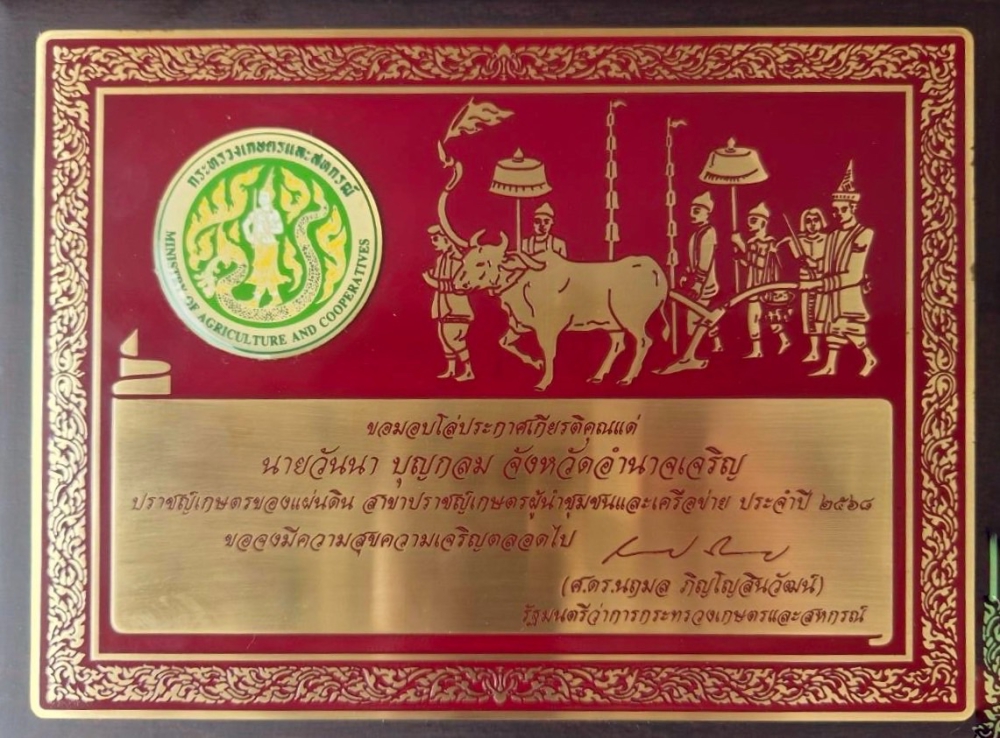 กระทรวงเกษตรและสหกรณ์
MINISTRY OF AGRICULTURE AND COOPERATIVES
ขอมอบโล่ประกาศเกียรติคุณแด่
นายวันนา บุญกลม จังหวัดอำนาจเจริญ
ปราชญ์เกษตรของแผ่นดิน สาขาปราชญ์เกษตรผู้นำชุมชนและเครือข่าย ประจำปี ๒๕๖๘
ขอจงมีความสุขความเจริญตลอดไป
(ศ.ดร.นฤมล ภิญโญสินวัฒน์)
รัฐมนตรีว่าการกระทรวงเกษตรและสหกรณ์